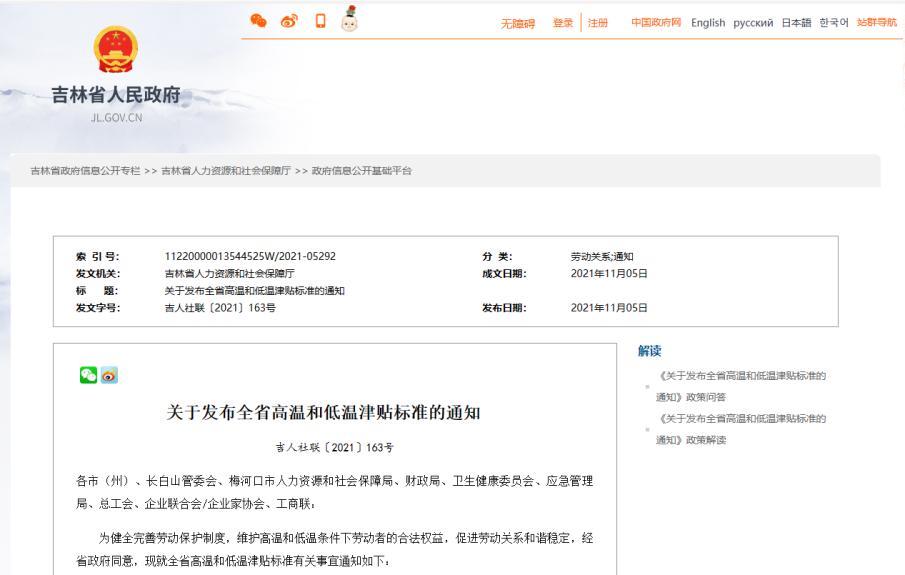 无障碍 登录 注册 中国政府网 English русский 日本語 한국어 站群导航
吉林省人民政府
JL.GOV.CN
吉林省政府信息公开专栏 >> 吉林省人力资源和社会保障厅 >> 政府信息公开基础平台
索 引 号： 11220000013544525W/2021-05292 分 类： 劳动关系;通知
发文机关： 吉林省人力资源和社会保障厅 成文日期： 2021年11月05日
标 题： 关于发布全省高温和低温津贴标准的通知
发文字号： 吉人社联〔2021〕163号 发布日期： 2021年11月05日
关于发布全省高温和低温津贴标准的通知
吉人社联〔2021〕163号
各市（州）、长白山管委会、梅河口市人力资源和社会保障局、财政局、卫生健康委员会、应急管理
局、总工会、企业联合会/企业家协会、工商联：
为健全完善劳动保护制度，维护高温和低温条件下劳动者的合法权益，促进劳动关系和谐稳定，经
省政府同意，现就全省高温和低温津贴标准有关事宜通知如下：
解读
《关于发布全省高温和低温津贴标准的
通知》政策问答
《关于发布全省高温和低温津贴标准的
通知》政策解读